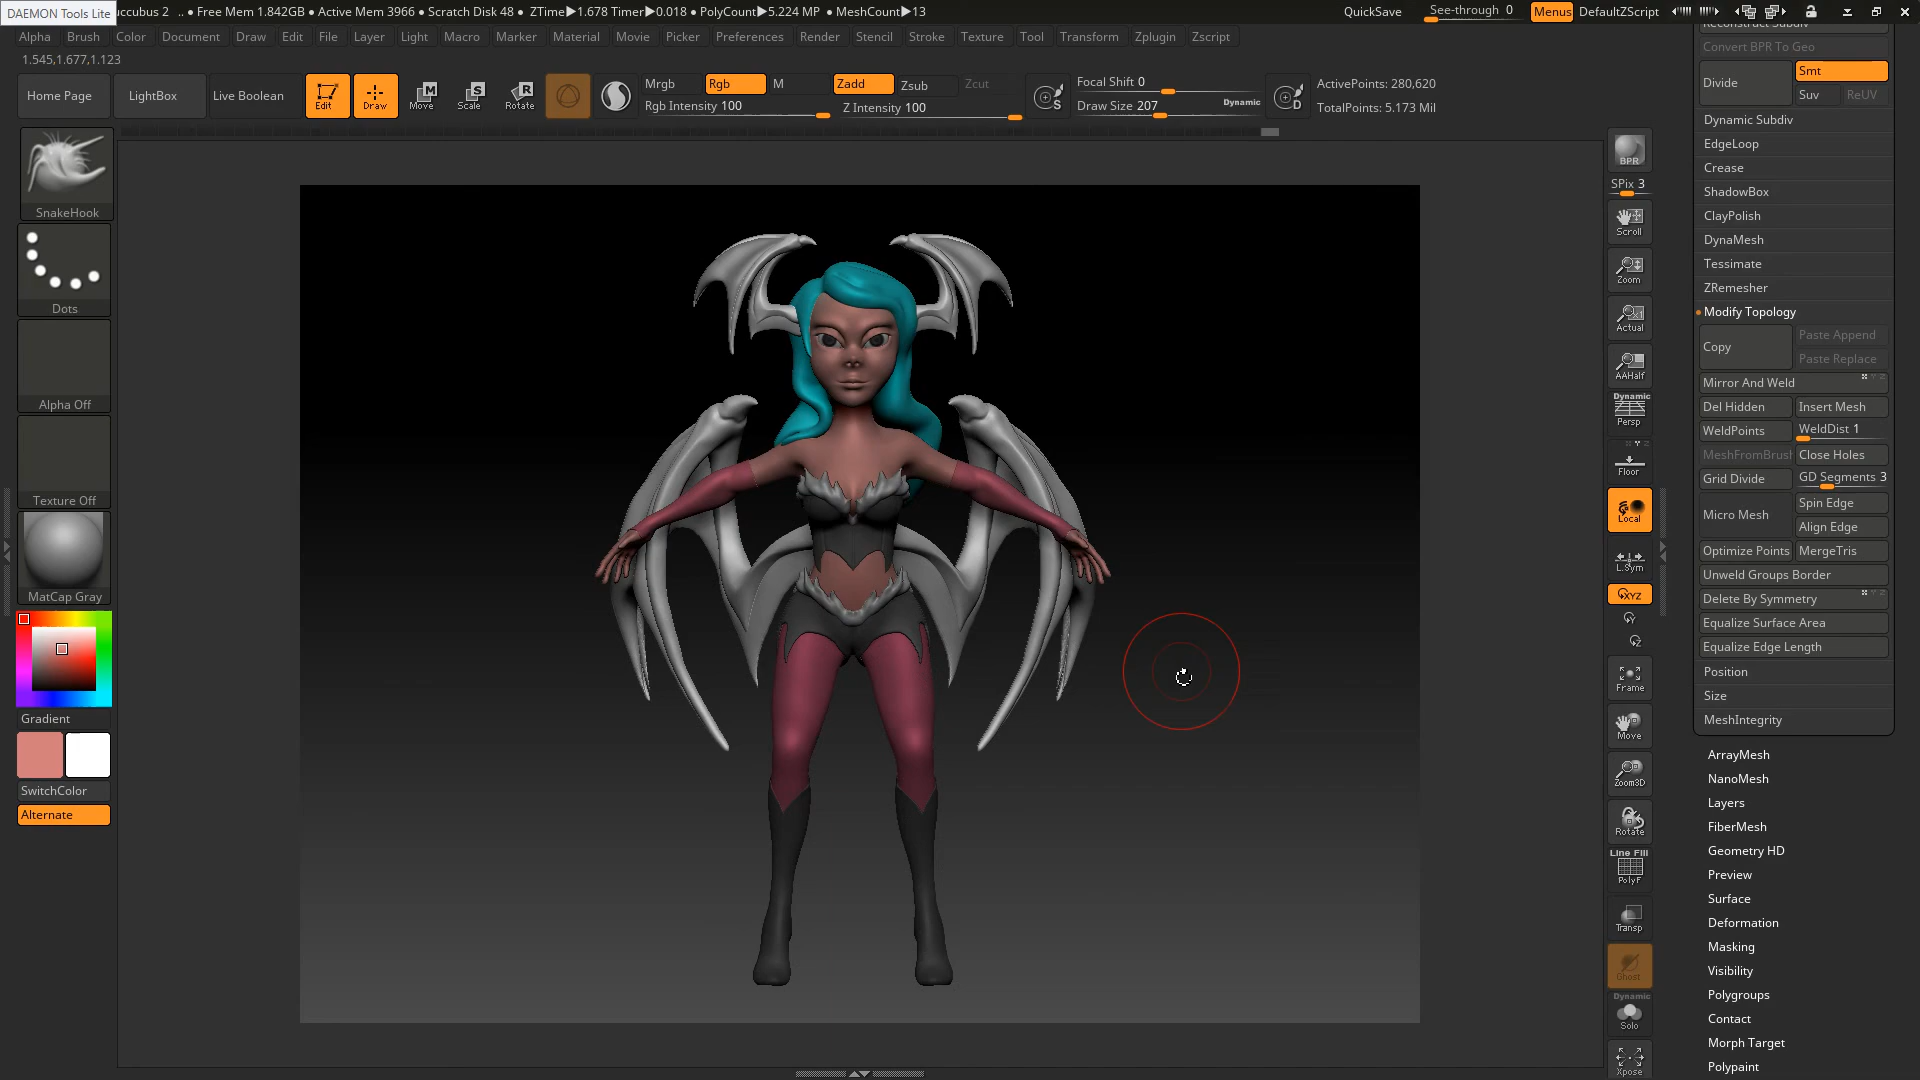 DAEMON Tools Lite
uccubus 2 .. ● Free Mem 1.842GB ● Active Mem 3966 ● Scratch Disk 48 ● ZTime▶1.678 Timer▶0.018 ● PolyCount▶5.224 MP ● MeshCount▶13
QuickSave See-through 0 Menus DefaultZScript
Alpha Brush Color Document Draw Edit File Layer Light Macro Marker Material Movie Picker Preferences Render Stencil Stroke Texture Tool Transform Zplugin Zscript
1.545,1.677,1.123
Home Page LightBox Live Boolean Edit Draw Move Scale Rotate
Mrgb Rgb M Zadd Zsub Zcut
Rgb Intensity 100 Z Intensity 100
S Focal Shift 0
Draw Size 207 Dynamic
D
ActivePoints: 280,620
TotalPoints: 5.173 Mil
SnakeHook
Dots
Alpha Off
Texture Off
MatCap Gray
Gradient
SwitchColor
Alternate
BPR
SPix 3
Scroll
Zoom
Actual
AAHalf
Dynamic
Persp
Floor
Local
L.Sym
XYZ
Y
Z
Frame
Move
Zoom3D
Rotate
Line Fill
PolyF
Transp
Ghost
Dynamic
Solo
Xpose
Reconstruct Subdiv
Convert BPR To Geo
Divide Smt
Suv ReUV
Dynamic Subdiv
EdgeLoop
Crease
ShadowBox
ClayPolish
DynaMesh
Tessimate
ZRemesher
Modify Topology
Copy Paste Append
Paste Replace
Mirror And Weld
Del Hidden Insert Mesh
WeldPoints WeldDist 1
MeshFromBrush Close Holes
Grid Divide GD Segments 3
Micro Mesh Spin Edge
Align Edge
Optimize Points MergeTris
Unweld Groups Border
Delete By Symmetry
Equalize Surface Area
Equalize Edge Length
Position
Size
MeshIntegrity
ArrayMesh
NanoMesh
Layers
FiberMesh
Geometry HD
Preview
Surface
Deformation
Masking
Visibility
Polygroups
Contact
Morph Target
Polypaint